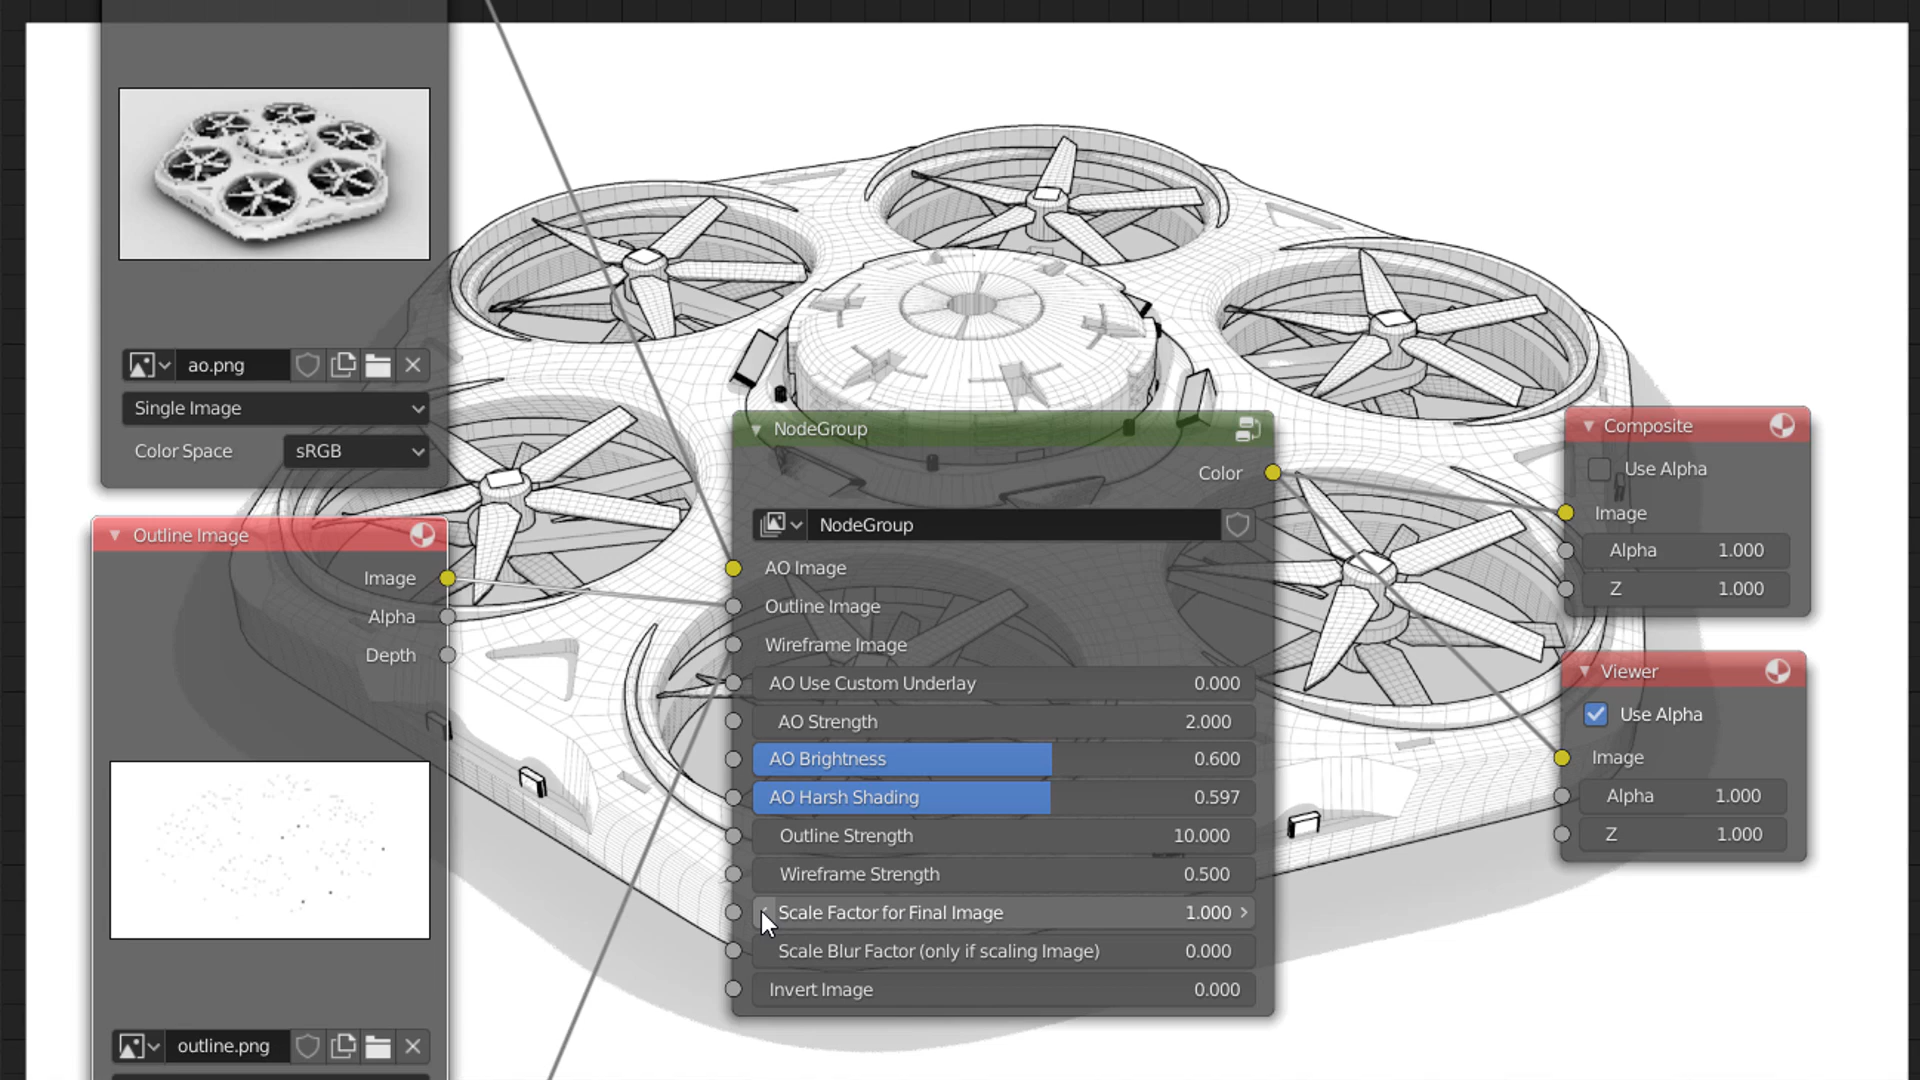 ao.png
Single Image
Color Space sRGB
Outline Image
Image
Alpha
Depth
outline.png
NodeGroup
Color
NodeGroup
AO Image
Outline Image
Wireframe Image
AO Use Custom Underlay 0.000
AO Strength 2.000
AO Brightness 0.600
AO Harsh Shading 0.597
Outline Strength 10.000
Wireframe Strength 0.500
Scale Factor for Final Image 1.000
Scale Blur Factor (only if scaling Image) 0.000
Invert Image 0.000
Composite
Use Alpha
Image
Alpha 1.000
Z 1.000
Viewer
Use Alpha
Image
Alpha 1.000
Z 1.000